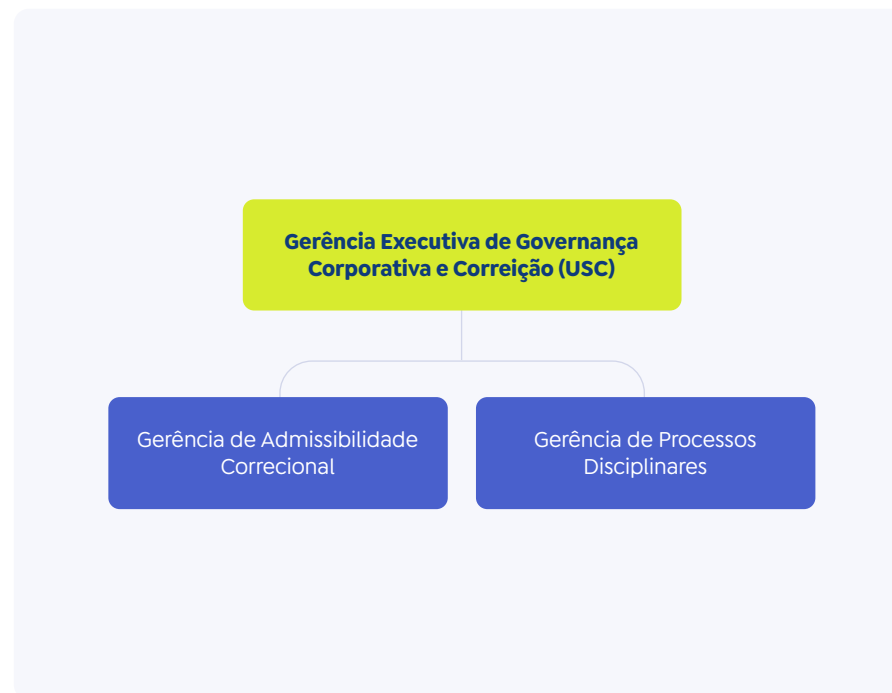 Gerência Executiva de Governança
Corporativa e Correição (USC)
Gerência de Admissibilidade
Correcional
Gerência de Processos
Disciplinares